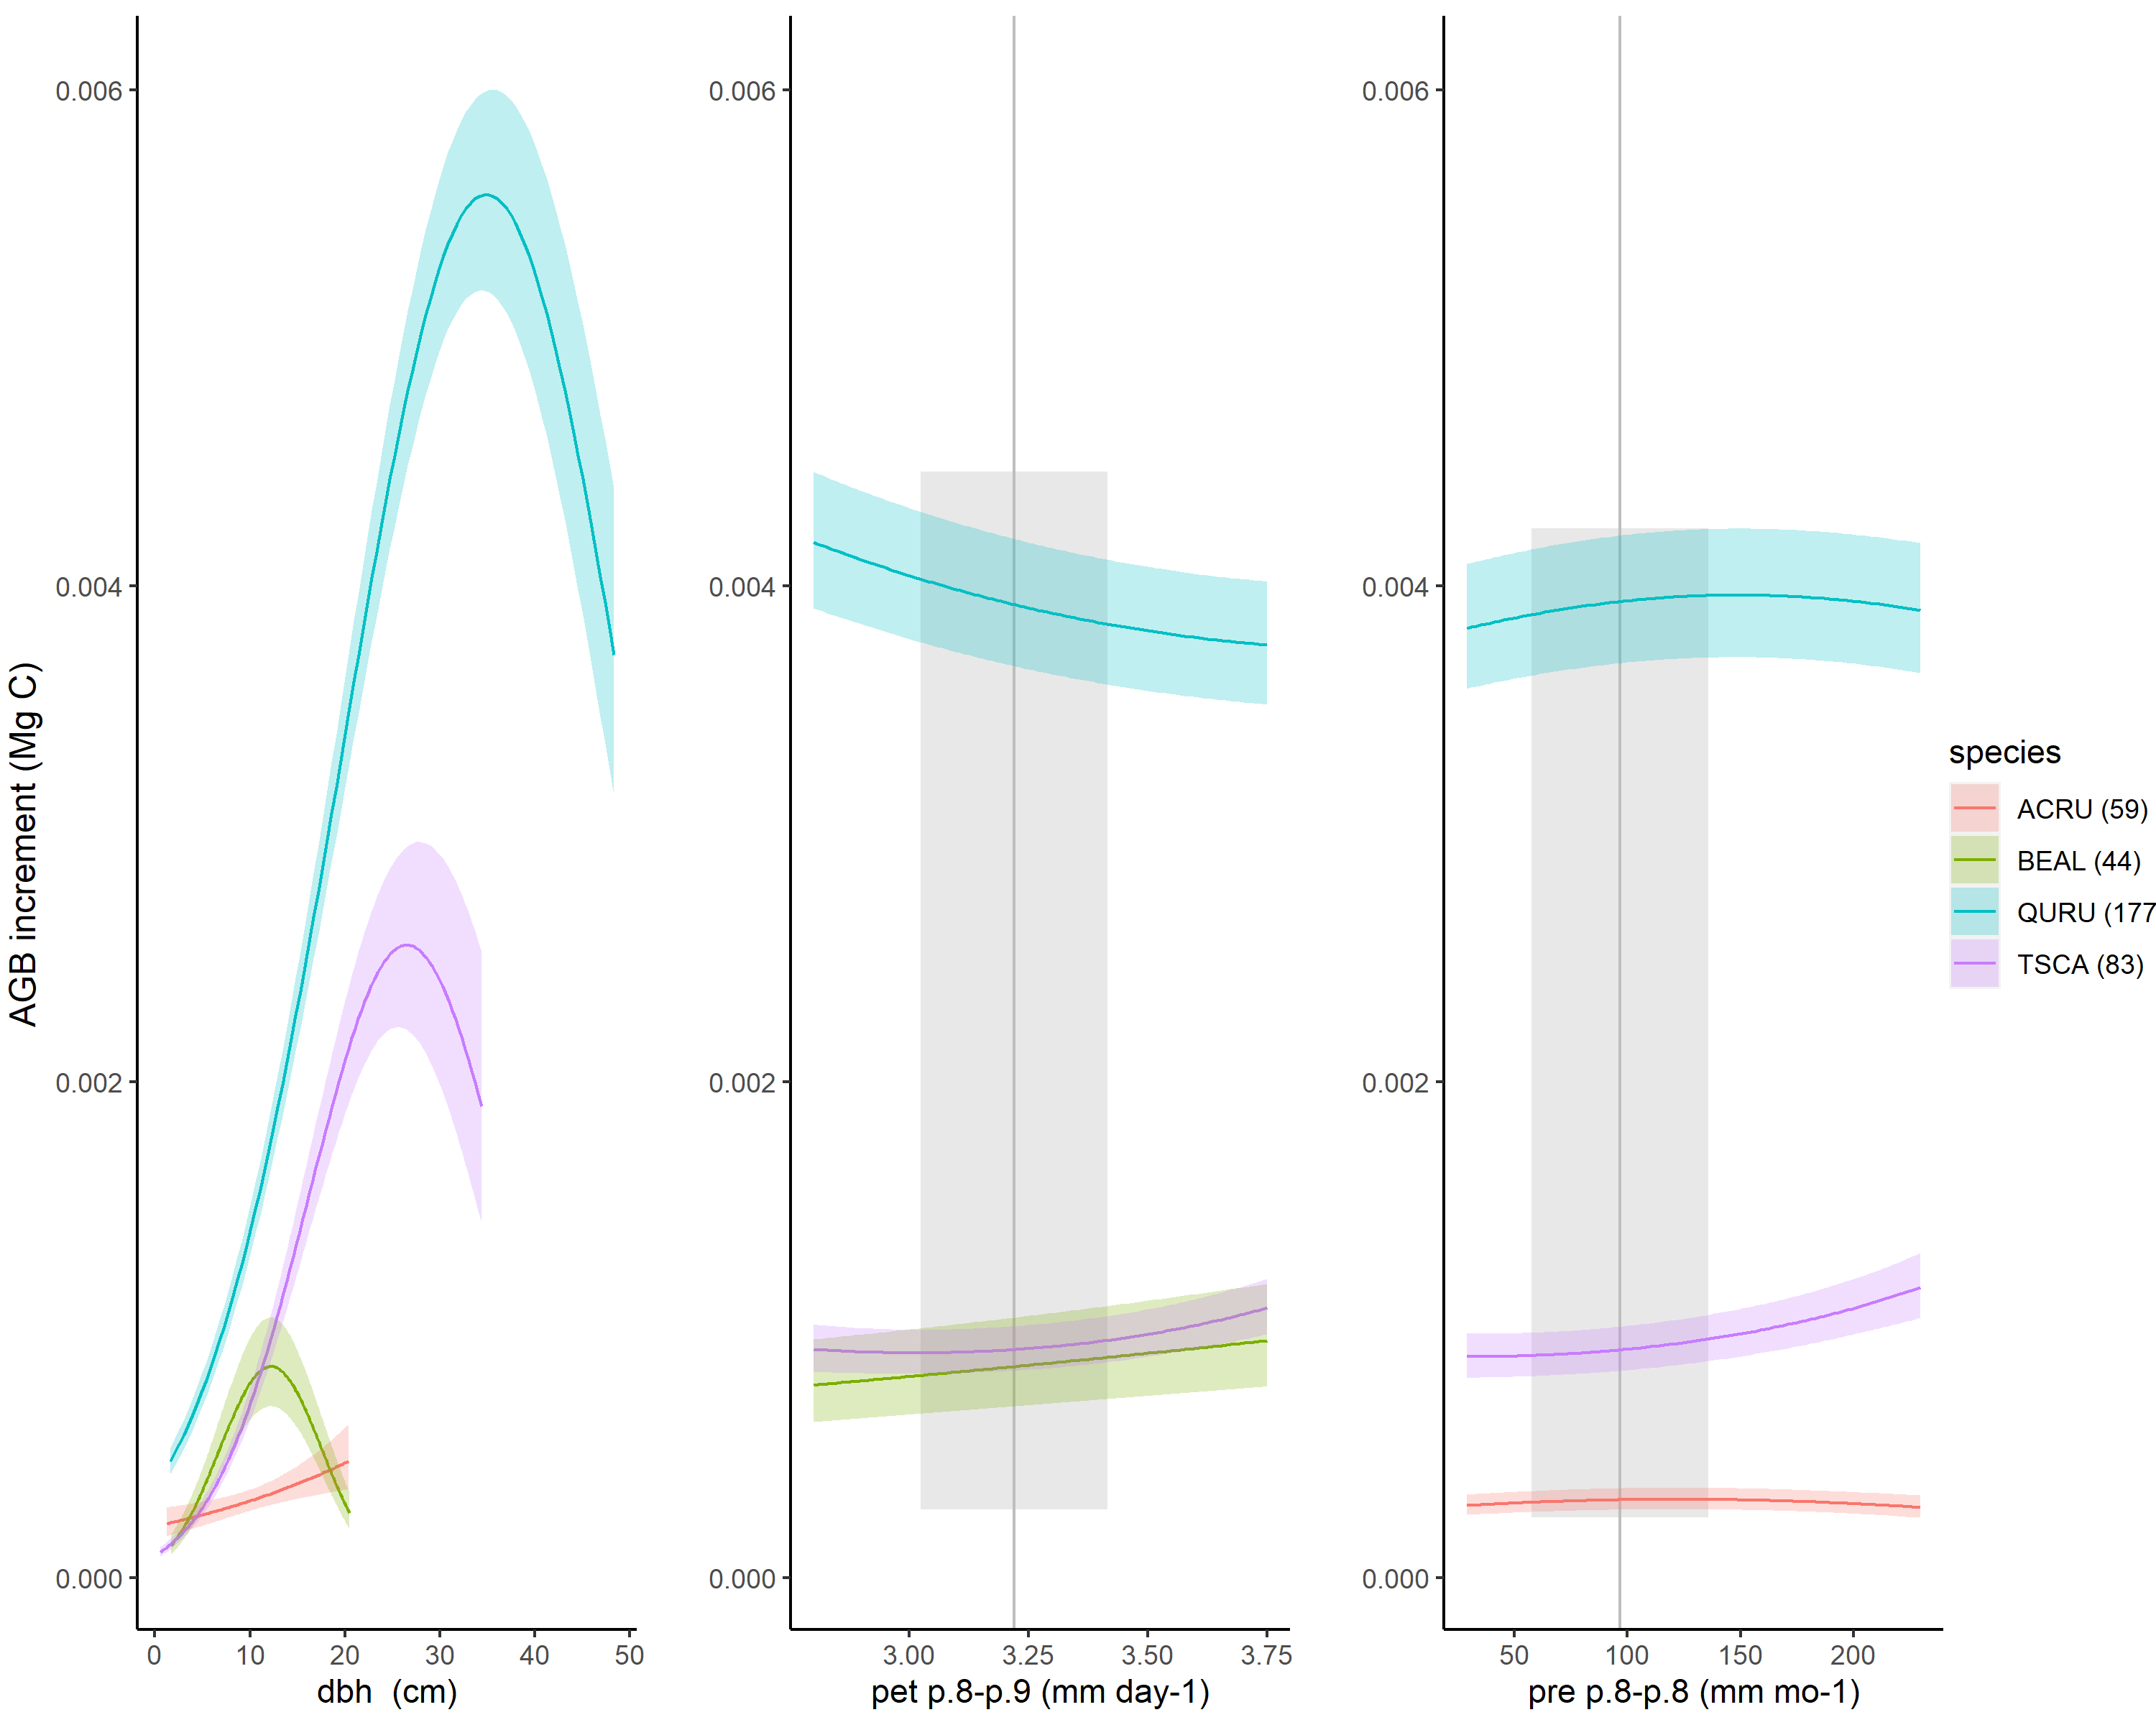 AGB increment (Mg C)
0.006
0.004
0.002
0.000
0 10 20 30 40 50
dbh (cm)
0.006
0.004
0.002
0.000
3.00 3.25 3.50 3.75
pet p.8-p.9 (mm day-1)
0.006
0.004
0.002
0.000
50 100 150 200
pre p.8-p.8 (mm mo-1)
species
ACRU (59)
BEAL (44)
QURU (177
TSCA (83)